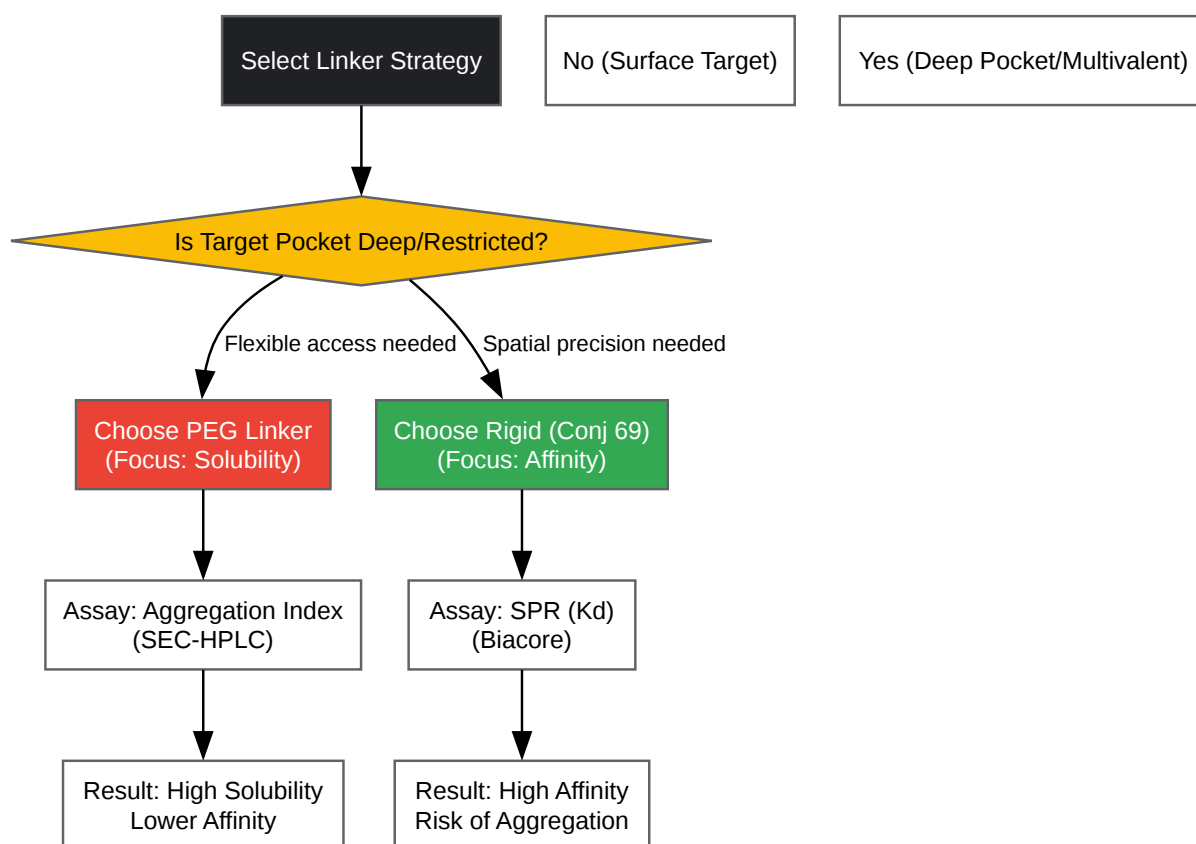 Select Linker Strategy
No (Surface Target)
Yes (Deep Pocket/Multivalent)
Is Target Pocket Deep/Restricted?
Flexible access needed
Spatial precision needed
Choose PEG Linker
(Focus: Solubility)
Choose Rigid (Conj 69)
(Focus: Affinity)
Assay: Aggregation Index
(SEC-HPLC)
Assay: SPR (Kd)
(Biacore)
Result: High Solubility
Lower Affinity
Result: High Affinity
Risk of Aggregation